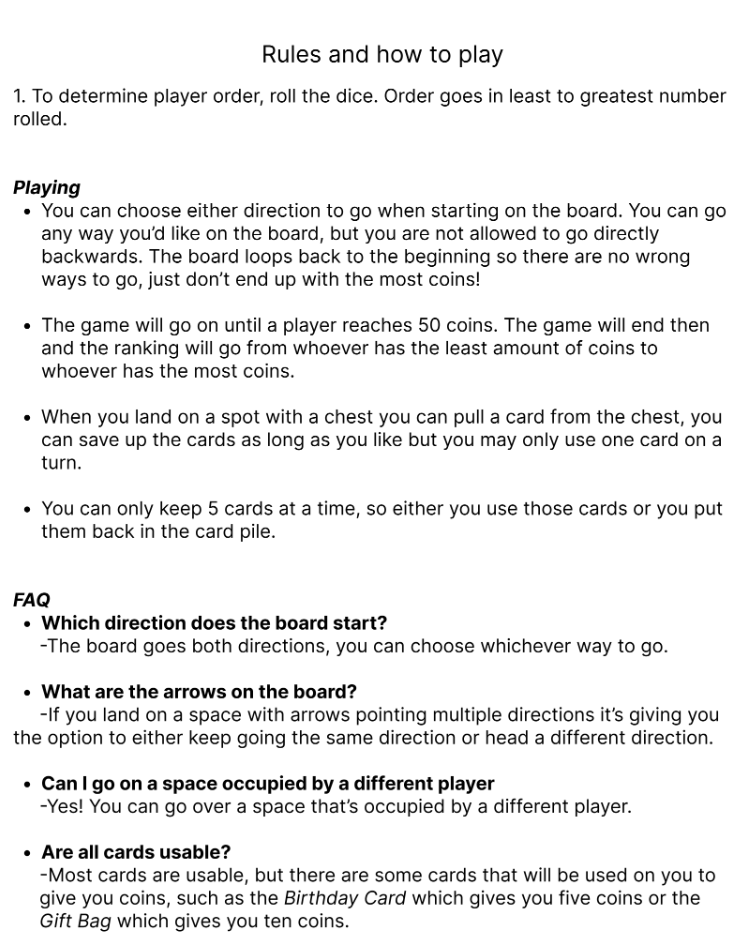 Rules and how to play
1. To determine player order, roll the dice. Order goes in least to greatest number
rolled.
Playing
• You can choose either direction to go when starting on the board. You can go
any way you’d like on the board, but you are not allowed to go directly
backwards. The board loops back to the beginning so there are no wrong
ways to go, just don’t end up with the most coins!
• The game will go on until a player reaches 50 coins. The game will end then
and the ranking will go from whoever has the least amount of coins to
whoever has the most coins.
• When you land on a spot with a chest you can pull a card from the chest, you
can save up the cards as long as you like but you may only use one card on a
turn.
• You can only keep 5 cards at a time, so either you use those cards or you put
them back in the card pile.
FAQ
• Which direction does the board start?
-The board goes both directions, you can choose whichever way to go.
• What are the arrows on the board?
-If you land on a space with arrows pointing multiple directions it’s giving you
the option to either keep going the same direction or head a different direction.
• Can I go on a space occupied by a different player
-Yes! You can go over a space that’s occupied by a different player.
• Are all cards usable?
-Most cards are usable, but there are some cards that will be used on you to
give you coins, such as the Birthday Card which gives you five coins or the
Gift Bag which gives you ten coins.